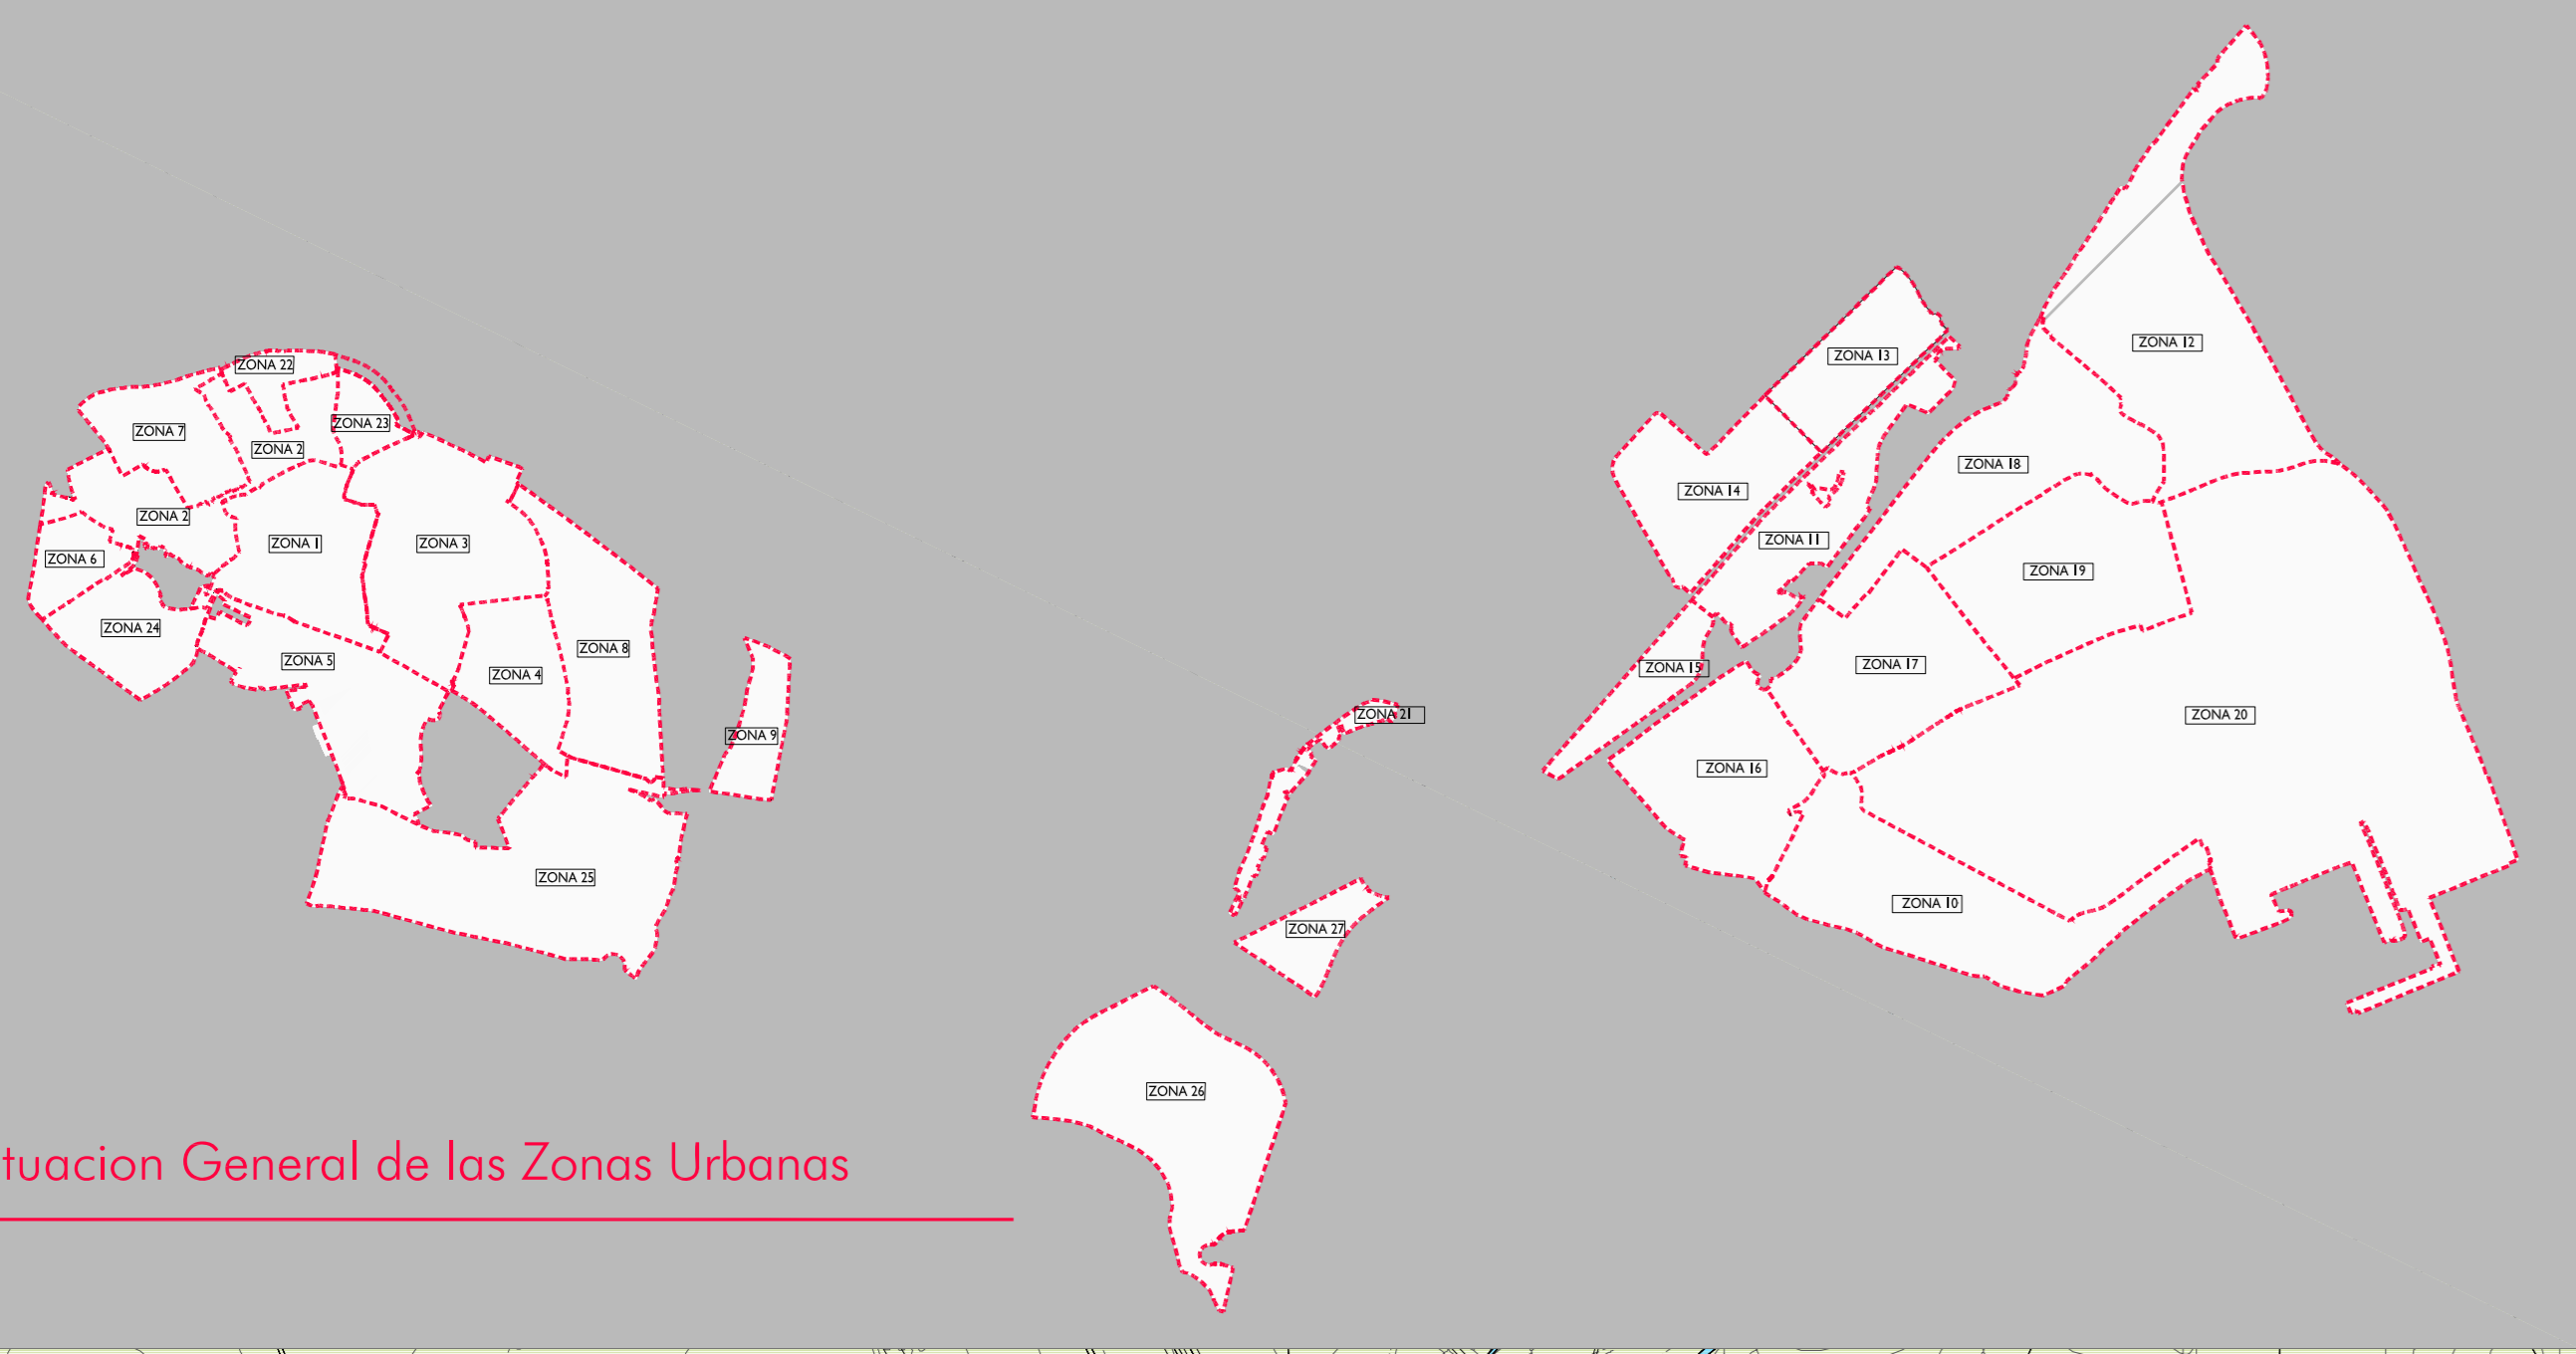 ZONA 12
ZONA 13
ZONA 22
ZONA 23
ZONA 7
ZONA 2
ZONA 18
ZONA 14
ZONA 2
ZONA 1
ZONA 3
ZONA 11
ZONA 6
ZONA 19
ZONA 24
ZONA 5
ZONA 8
ZONA 4
ZONA 15
ZONA 17
ZONA 9
ZONA 21
ZONA 20
ZONA 16
ZONA 25
ZONA 10
ZONA 27
ZONA 26
tuacion General de las Zonas Urbanas